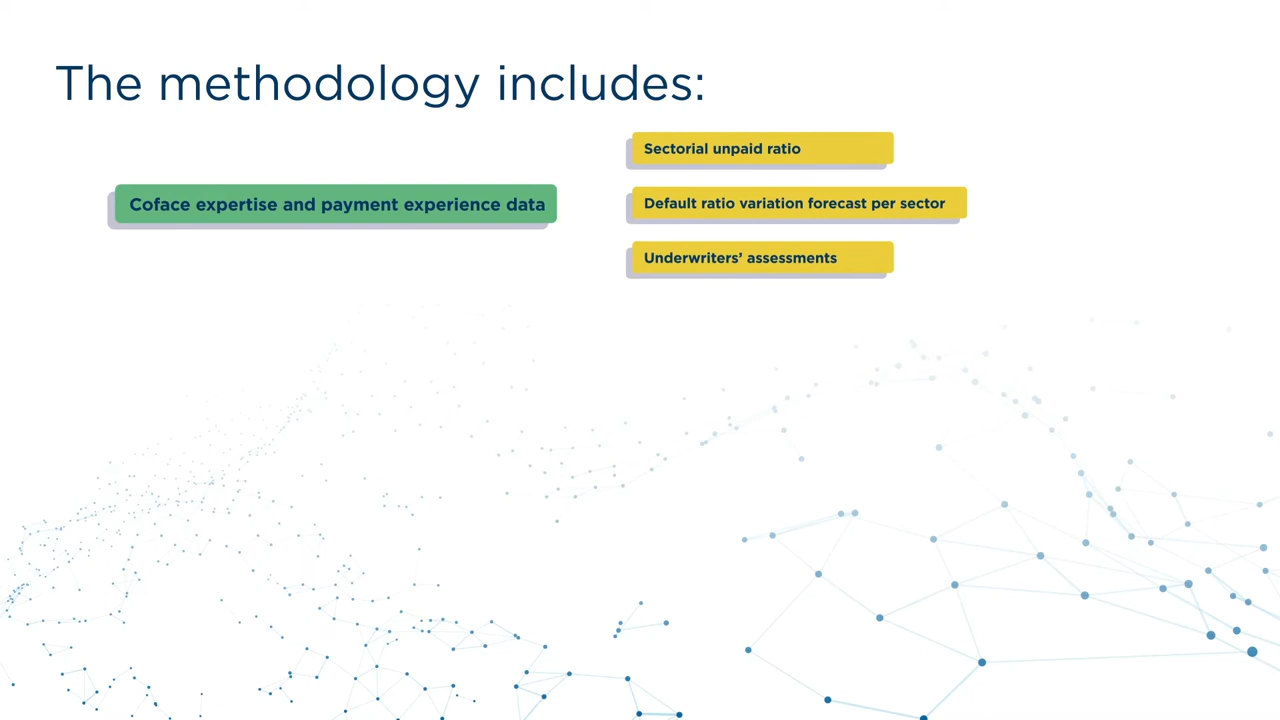 The methodology includes:
Coface expertise and payment experience data
Sectorial unpaid ratio
Default ratio variation forecast per sector
Underwriters’ assessments